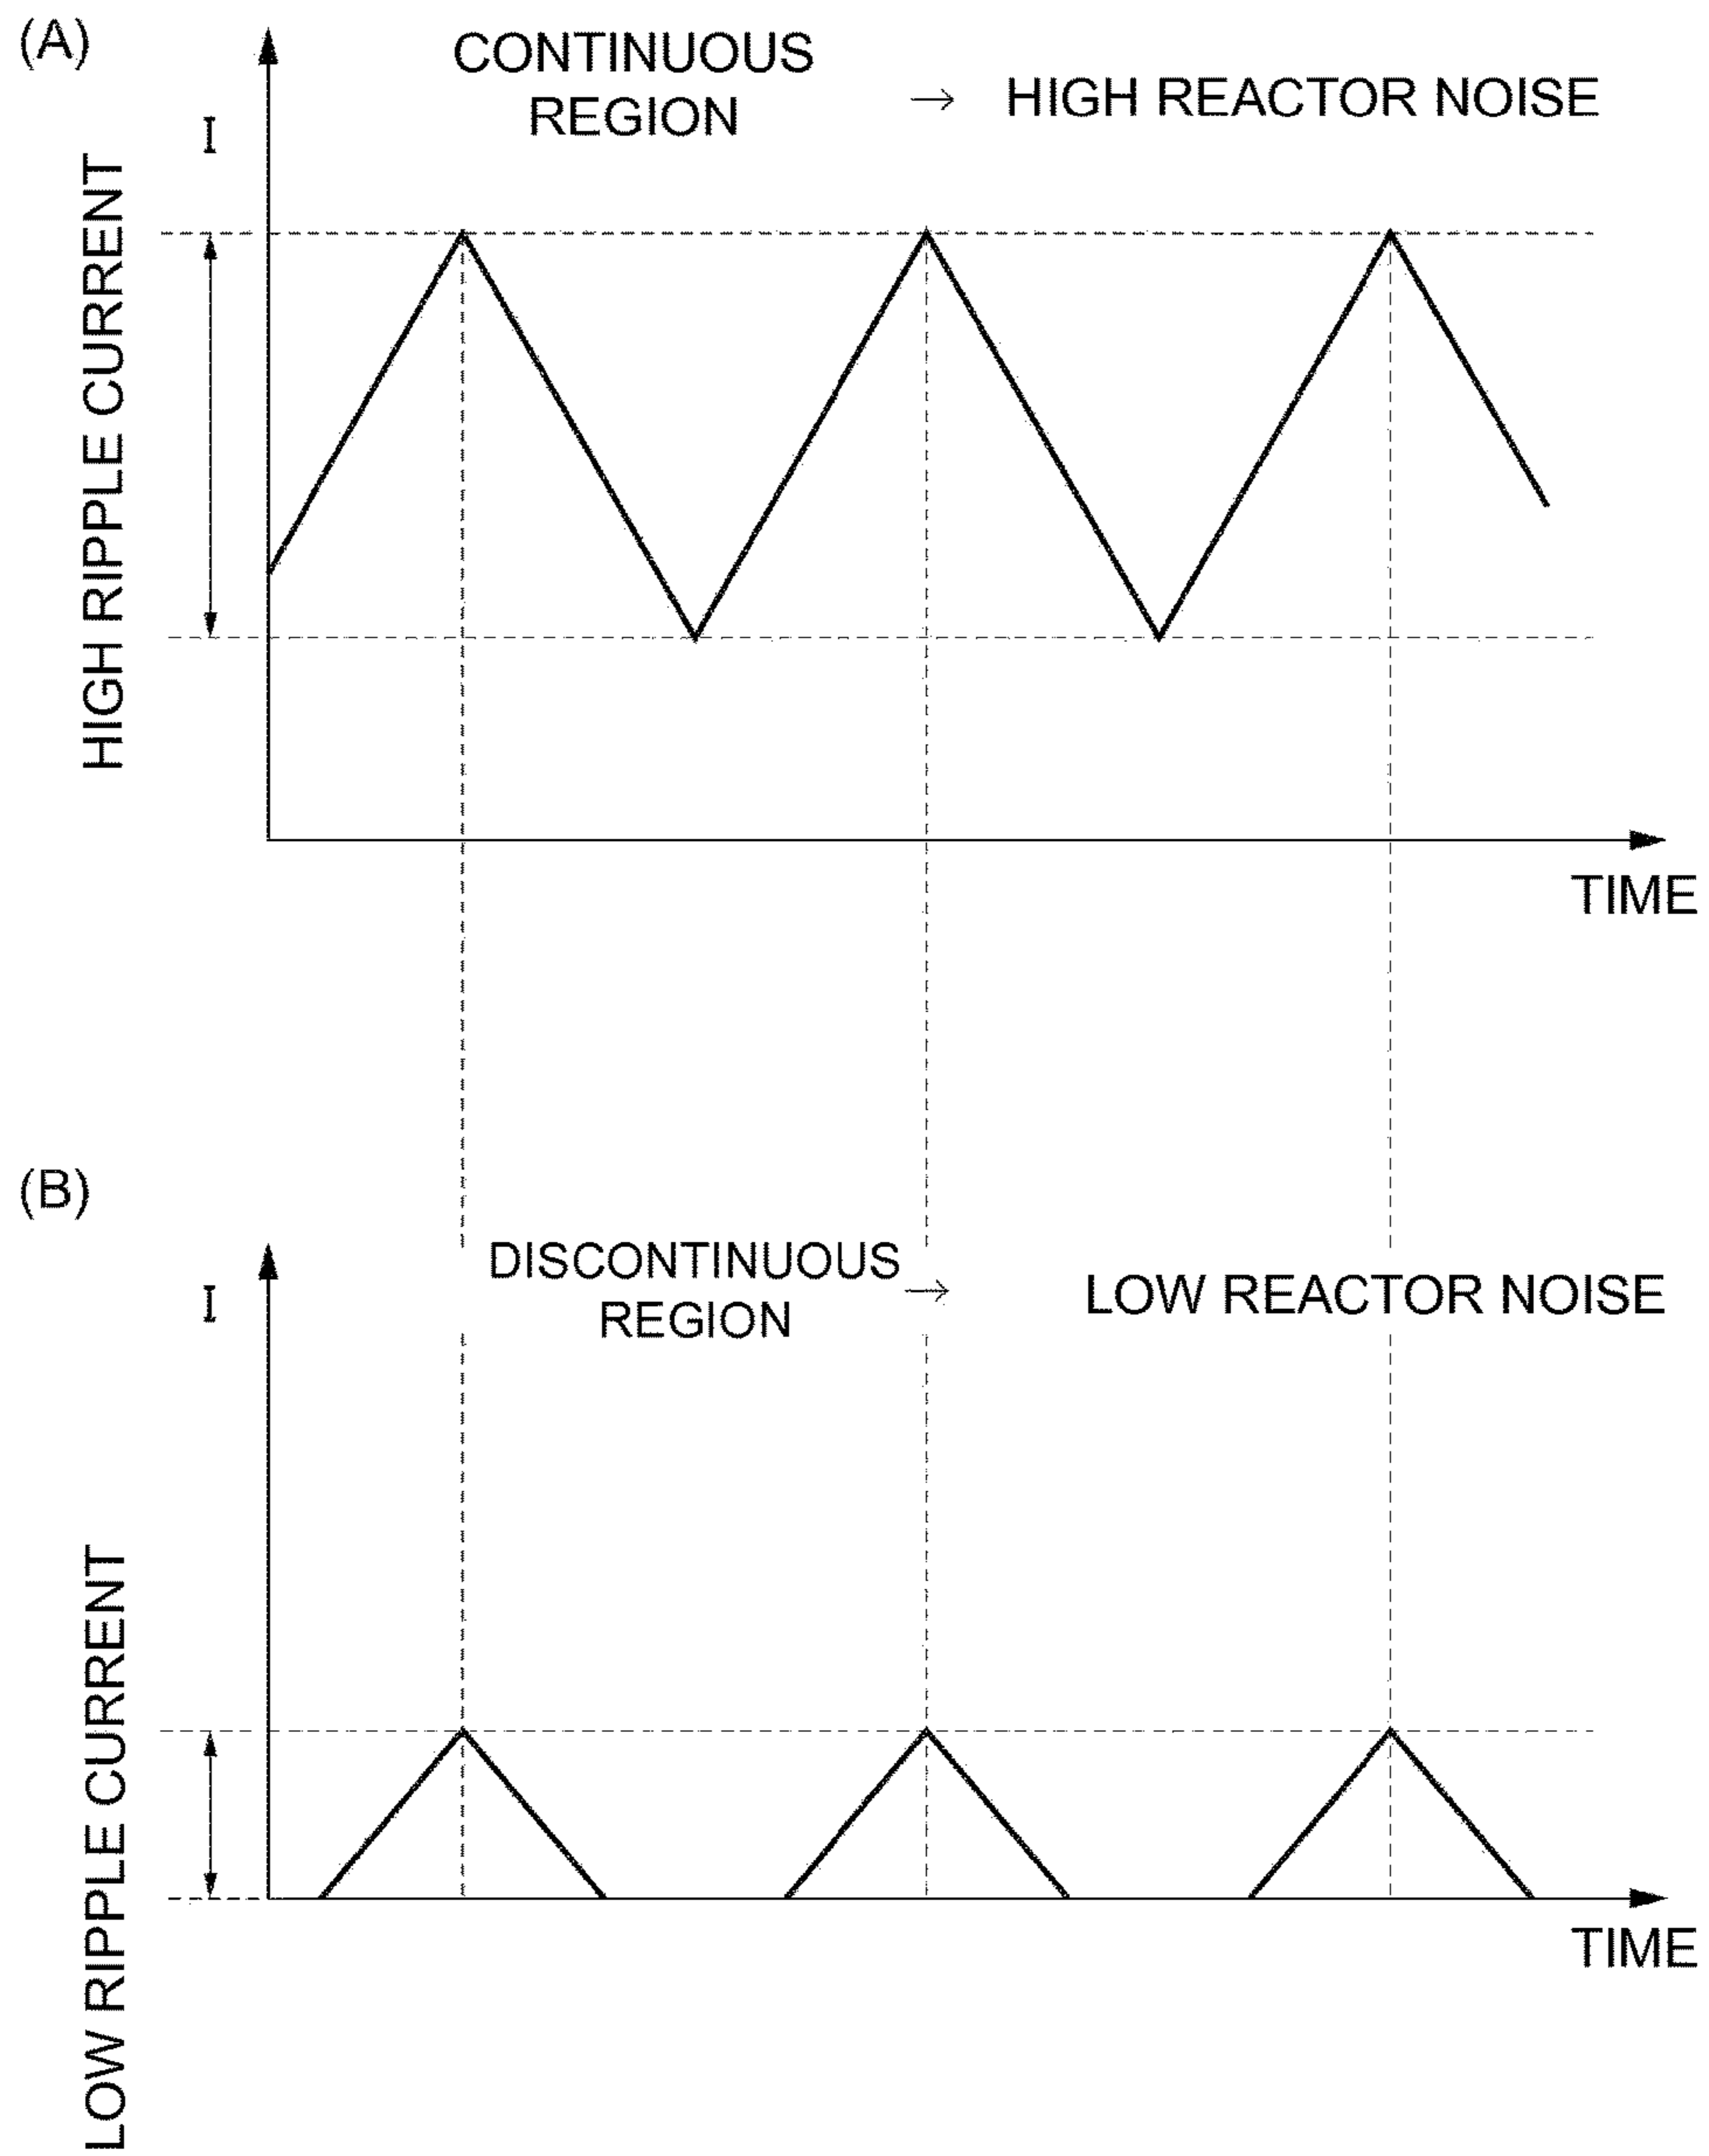 (A)
CONTINUOUS
REGION
→ HIGH REACTOR NOISE
I
HIGH RIPPLE CURRENT
TIME
(B)
DISCONTINUOUS
REGION
→ LOW REACTOR NOISE
I
LOW RIPPLE CURRENT
TIME